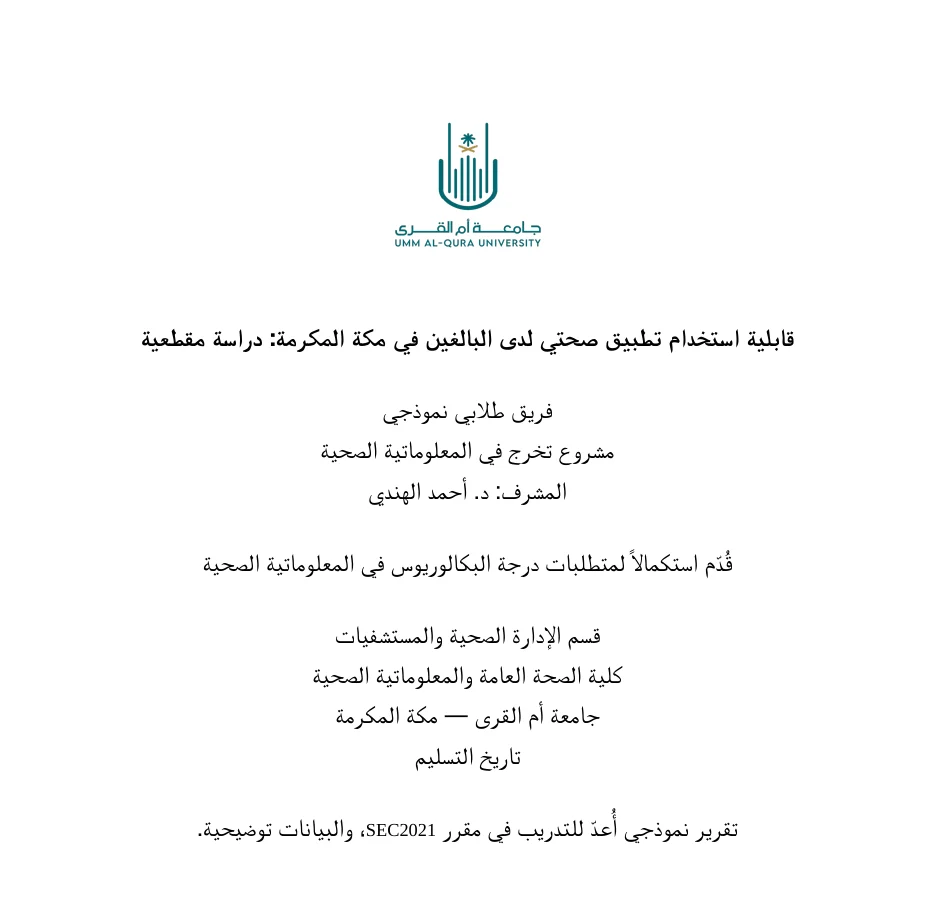 جامعة أم القرى
UMM AL-QURA UNIVERSITY
قابلية استخدام تطبيق صحتي لدى البالغين في مكة المكرمة: دراسة مقطعية
فريق طلابي نموذجي
مشروع تخرج في المعلوماتية الصحية
المشرف: د. أحمد الهندي
قُدّم استكمالاً لمتطلبات درجة البكالوريوس في المعلوماتية الصحية
قسم الإدارة الصحية والمستشفيات
كلية الصحة العامة والمعلوماتية الصحية
جامعة أم القرى — مكة المكرمة
تاريخ التسليم
تقرير نموذجي أُعدّ للتدريب في مقرر SEC2021، والبيانات توضيحية.